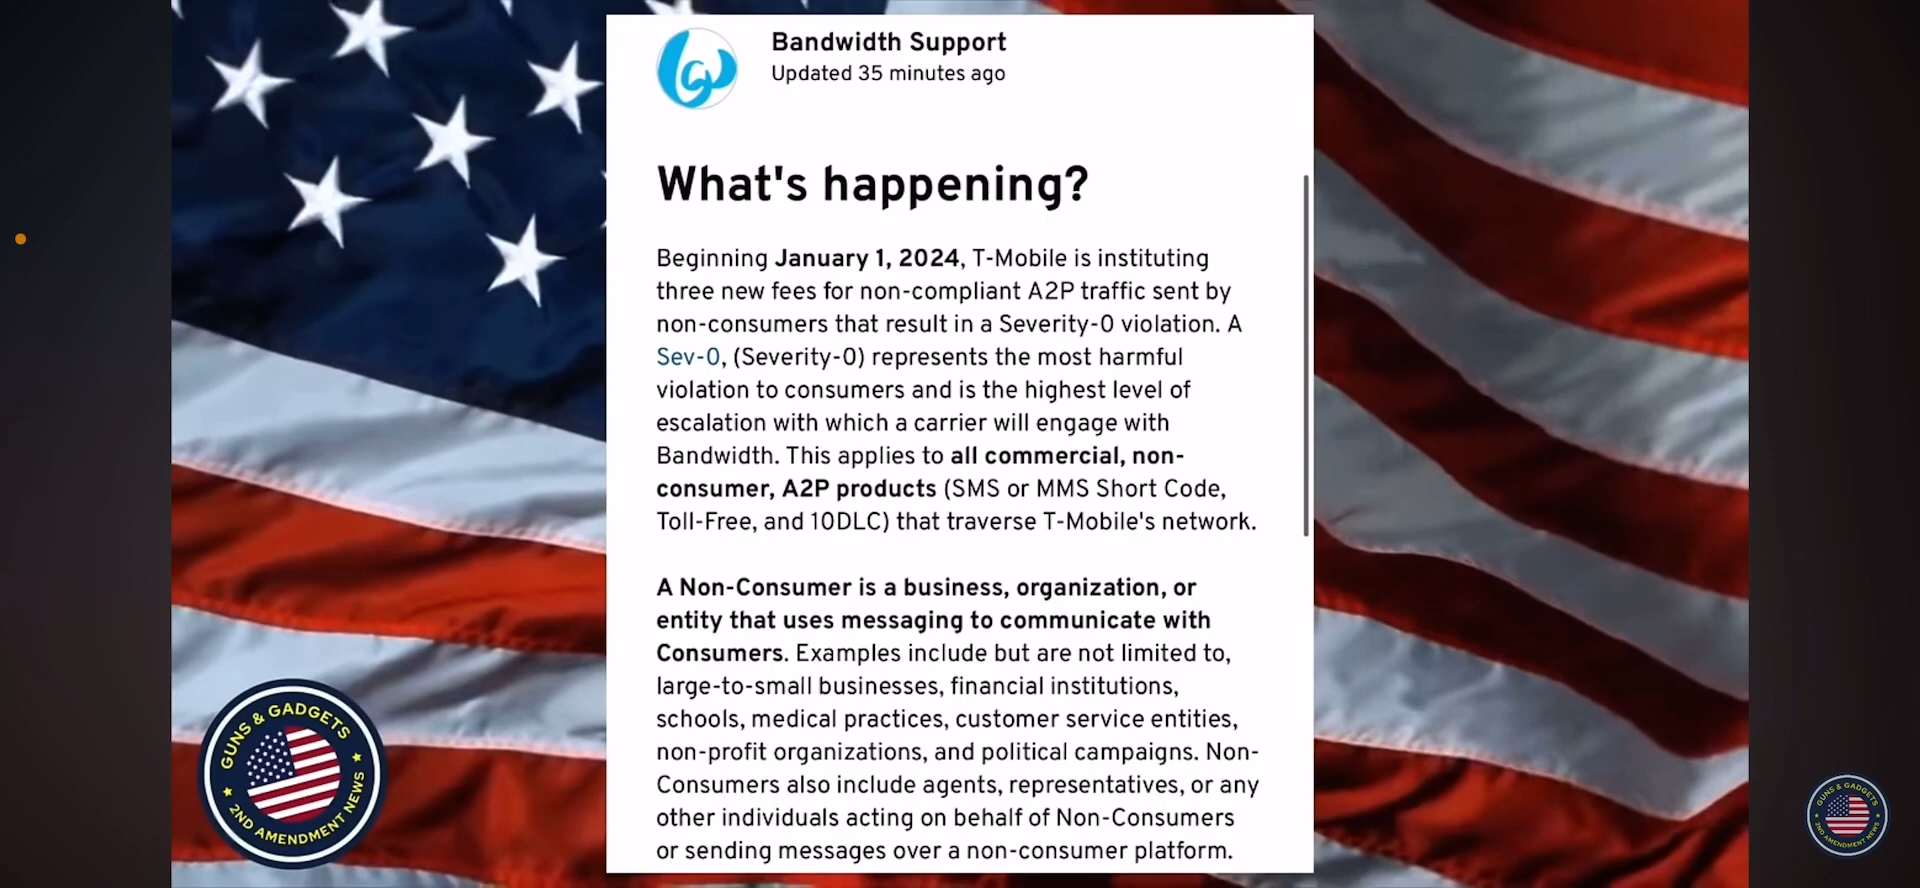 Bandwidth Support
Updated 35 minutes ago
What's happening?
Beginning January 1, 2024, T-Mobile is instituting
three new fees for non-compliant A2P traffic sent by
non-consumers that result in a Severity-0 violation. A
Sev-0, (Severity-0) represents the most harmful
violation to consumers and is the highest level of
escalation with which a carrier will engage with
Bandwidth. This applies to all commercial, non-
consumer, A2P products (SMS or MMS Short Code,
Toll-Free, and 10DLC) that traverse T-Mobile's network.
A Non-Consumer is a business, organization, or
entity that uses messaging to communicate with
Consumers. Examples include but are not limited to,
large-to-small businesses, financial institutions,
schools, medical practices, customer service entities,
non-profit organizations, and political campaigns. Non-
Consumers also include agents, representatives, or any
other individuals acting on behalf of Non-Consumers
or sending messages over a non-consumer platform.
GUNS & GADGETS
2ND AMENDMENT NEWS
GUNS & GADGETS
2ND AMENDMENT NEWS